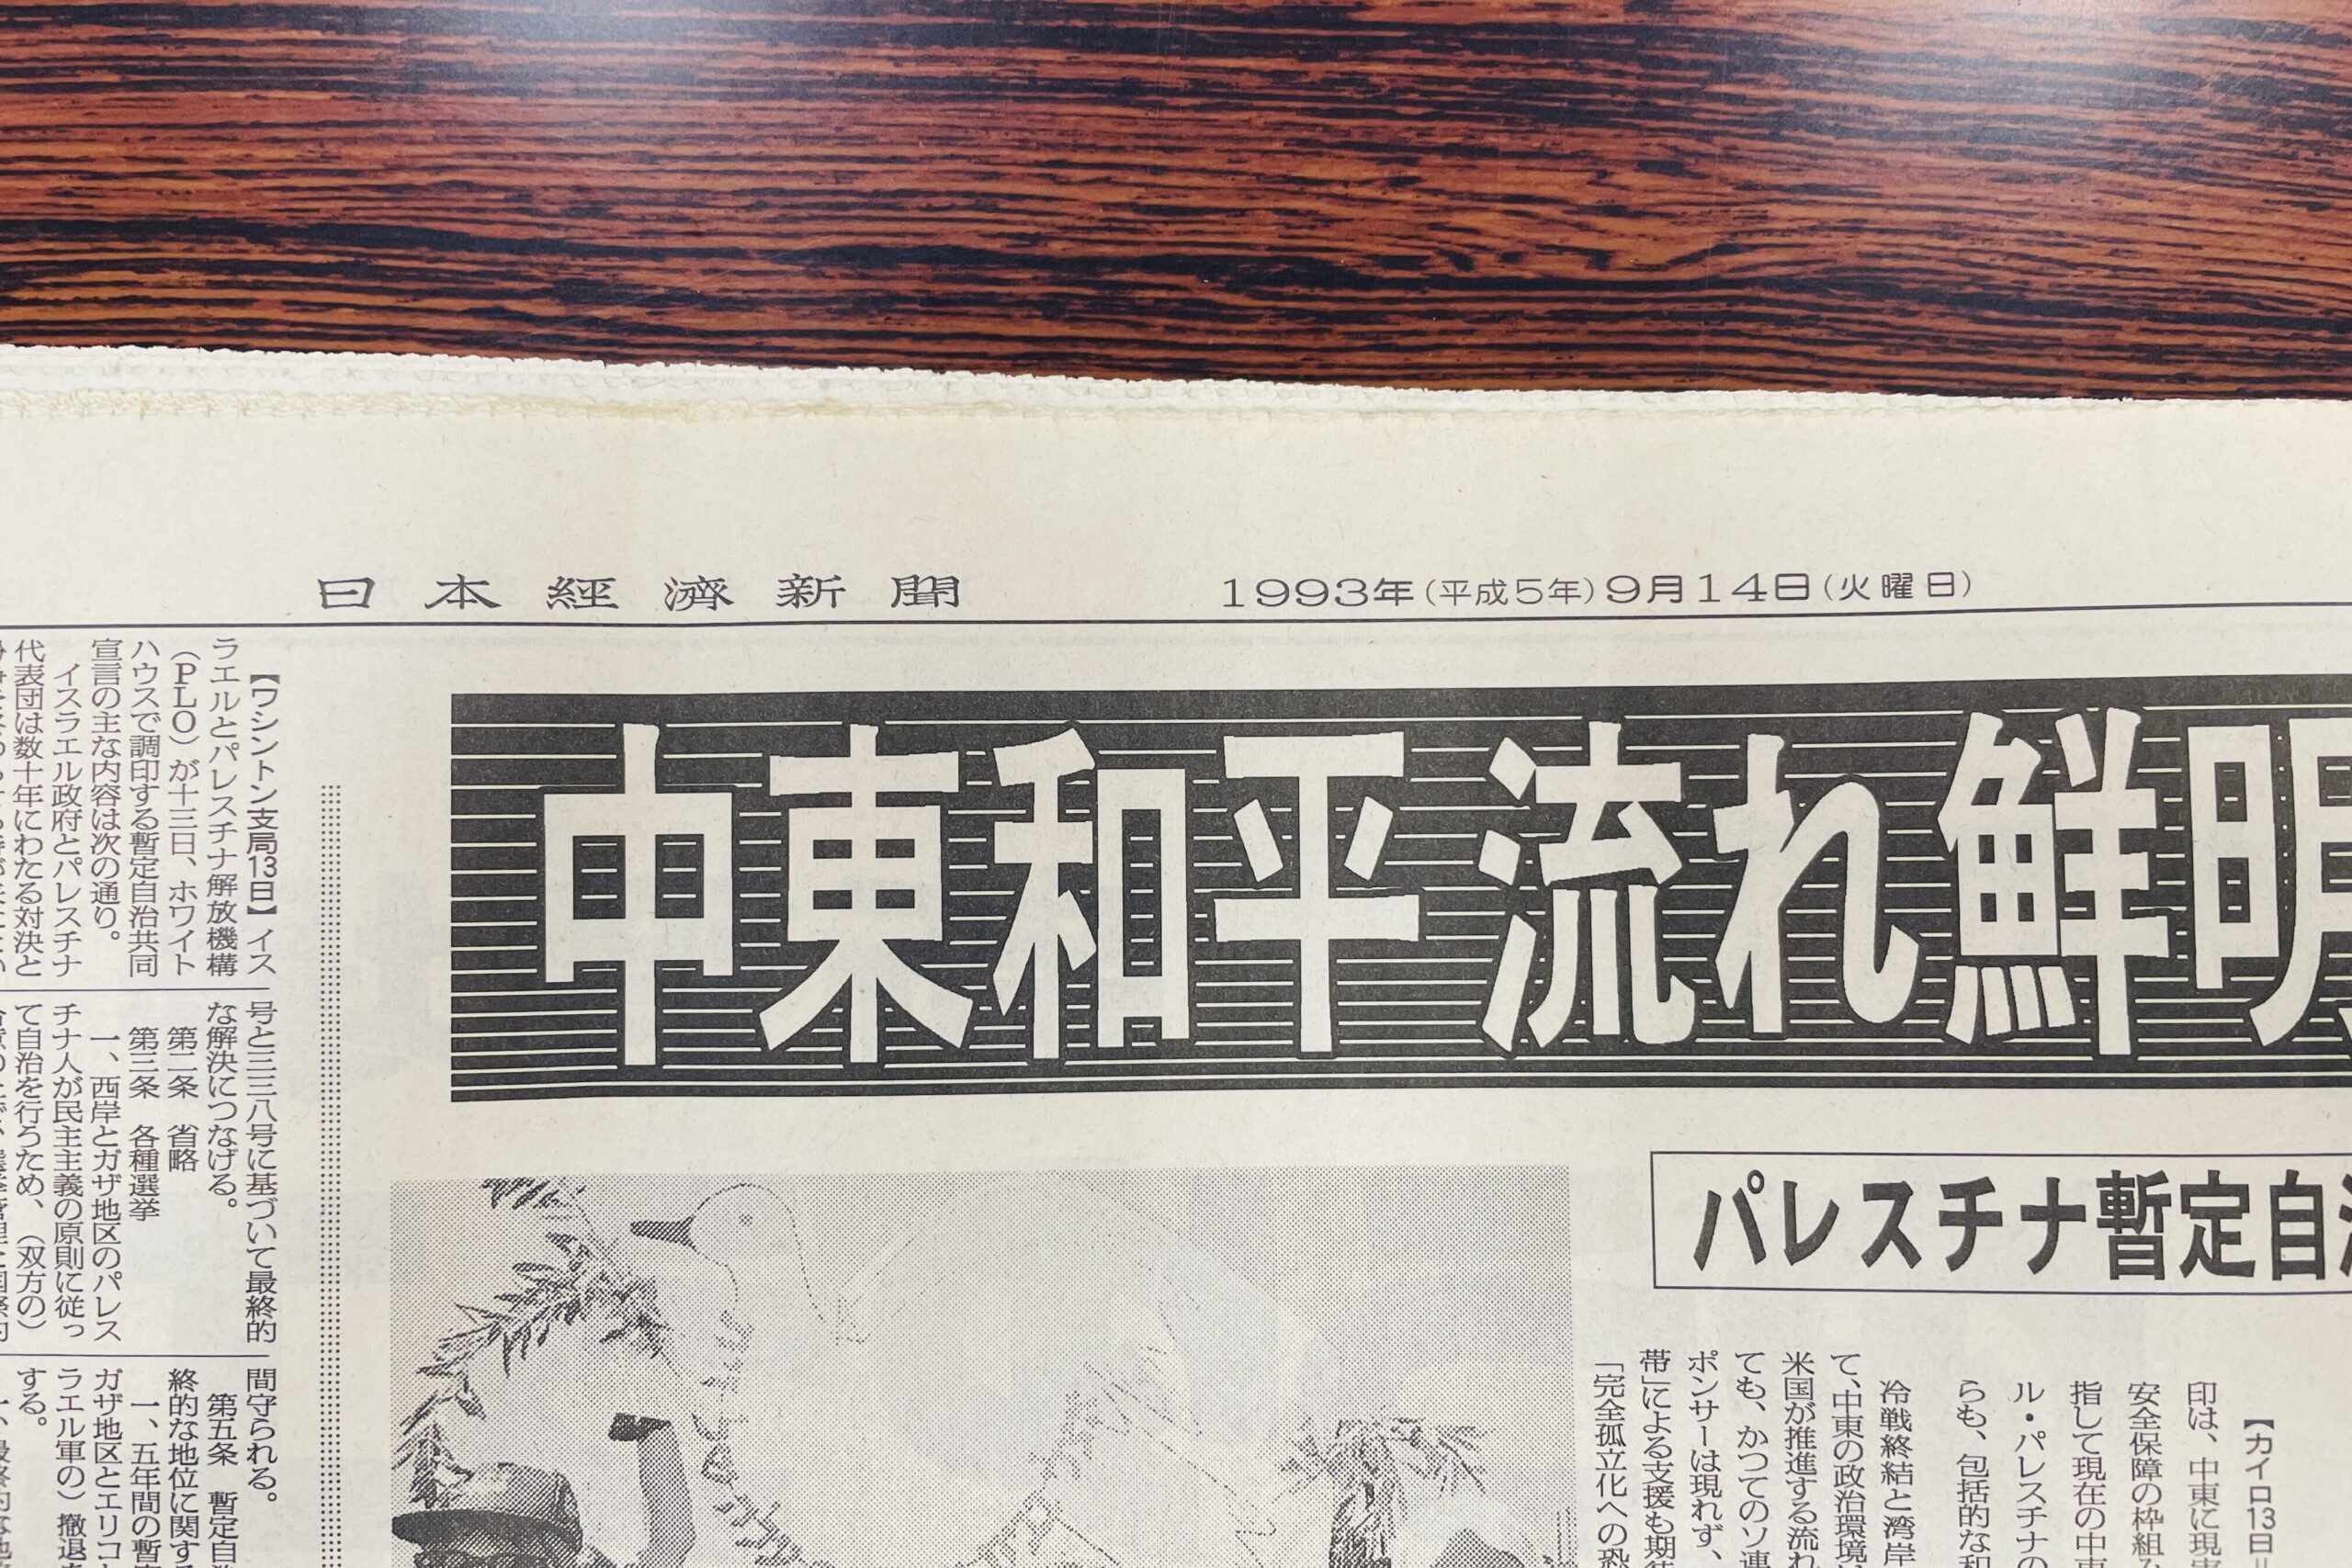 日本経済新聞
1993年(平成5年)9月14日(火曜日)
中東和平 流れ鮮明
パレスチナ暫定自
【カイロ13日
印は、中東に現実
安全保障の枠組み
指して現在の中東
ル・パレスチナの
らも、包括的な和
冷戦終結と湾岸
て、中東の政治環境
米国が推進する流れ
ても、かつてのソ連
ポンサーは現れず、
帯」による支援も期待
「完全孤立化への恐
【ワシントン支局13日】イス
ラエルとパレスチナ解放機構
(PLO)が十三日、ホワイト
ハウスで調印する暫定自治共同
宣言の主な内容は次の通り。
イスラエル政府とパレスチナ
代表団は数十年にわたる対決と
号と三三八号に基づいて最終的
な解決につなげる。
第二条 省略
第三条 各種選挙
一、西岸とガザ地区のパレス
チナ人が民主主義の原則に従っ
て自治を行うため、(双方の)
間守られる。
第五条 暫定自治
終的な地位に関する
一、五年間の暫定
ガザ地区とエリコ
ラエル軍の)撤退
する。